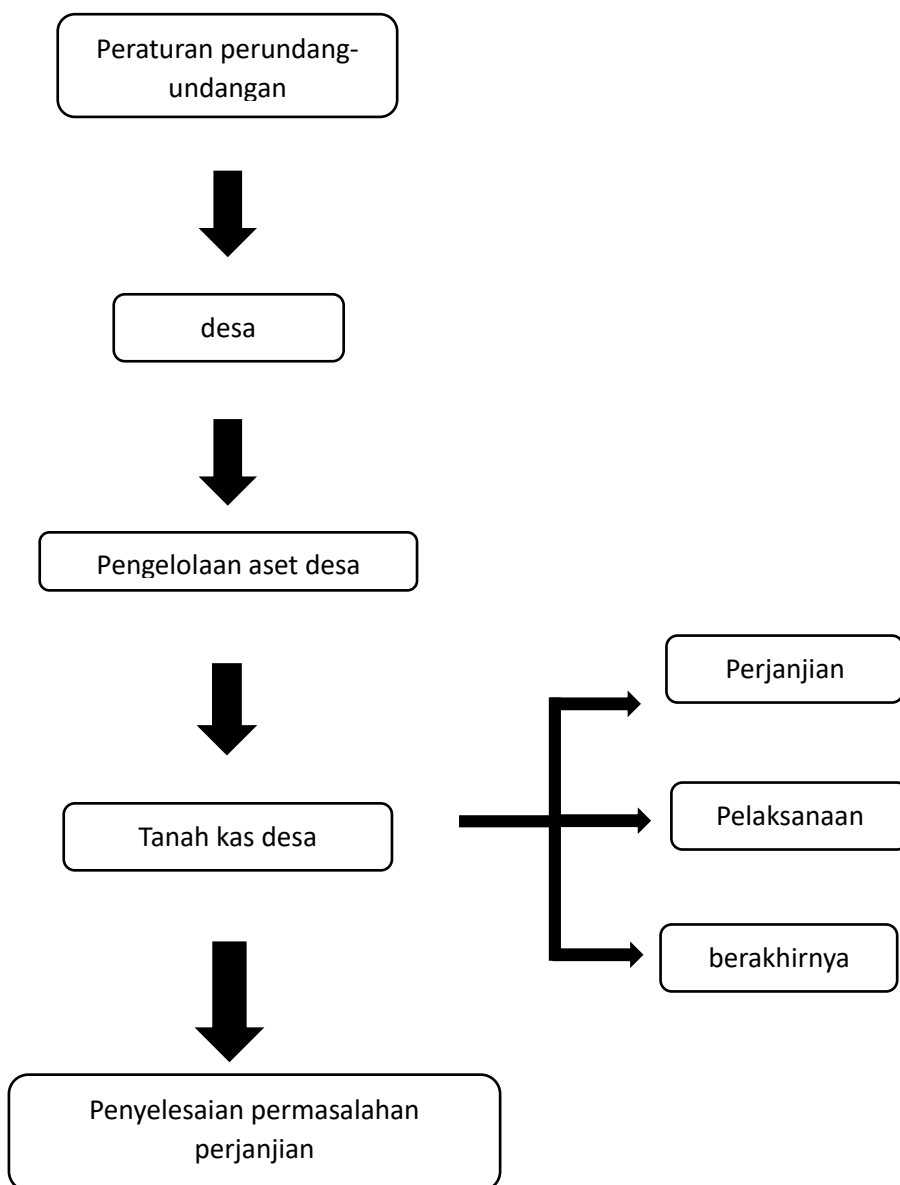 Peraturan perundang-
undangan
desa
Pengelolaan aset desa
Perjanjian
Pelaksanaan
Tanah kas desa
berakhirnya
Penyelesaian permasalahan
perjanjian